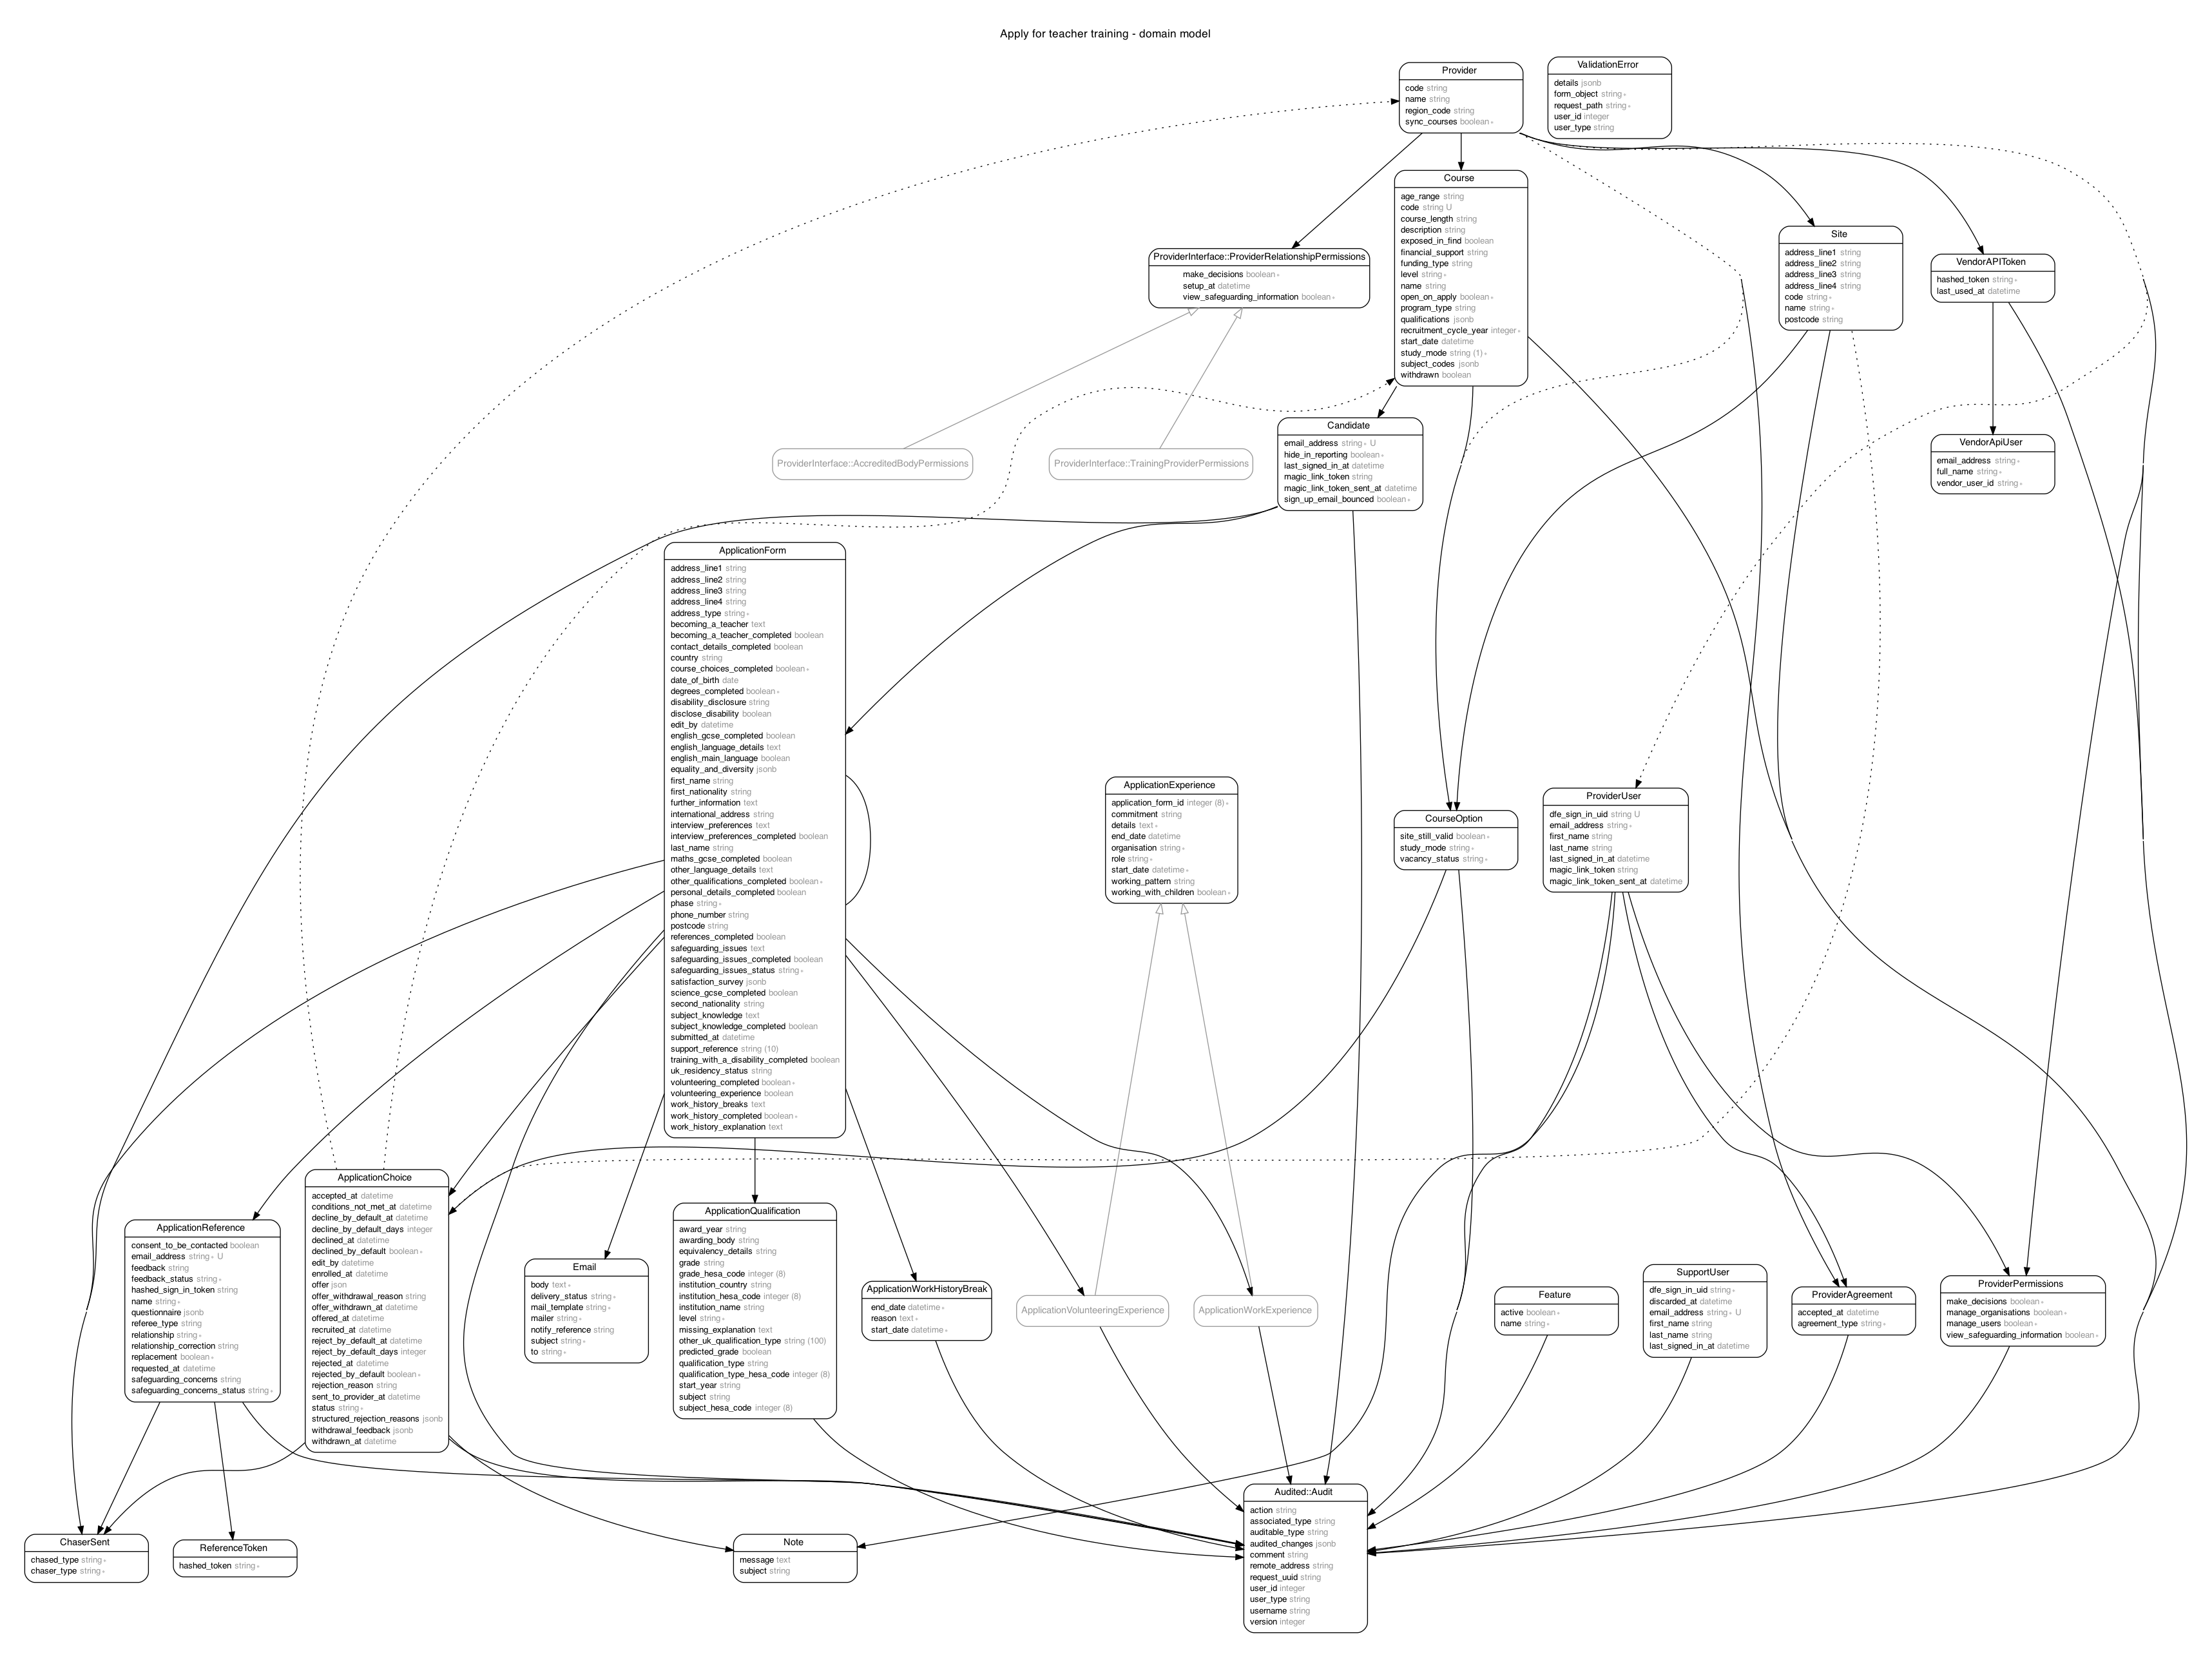 Apply for teacher training - domain model
Provider
code string
name string
region_code string
sync_courses boolean ∗
ValidationError
details jsonb
form_object string ∗
request_path string ∗
user_id integer
user_type string
Course
age_range string
code string U
course_length string
description string
exposed_in_find boolean
financial_support string
funding_type string
level string ∗
name string
open_on_apply boolean ∗
program_type string
qualifications jsonb
recruitment_cycle_year integer ∗
start_date datetime
study_mode string (1) ∗
subject_codes jsonb
withdrawn boolean
Site
address_line1 string
address_line2 string
address_line3 string
address_line4 string
code string ∗
name string ∗
postcode string
ProviderInterface::ProviderRelationshipPermissions
make_decisions boolean ∗
setup_at datetime
view_safeguarding_information boolean ∗
VendorAPIToken
hashed_token string ∗
last_used_at datetime
Candidate
email_address string ∗ U
hide_in_reporting boolean ∗
last_signed_in_at datetime
magic_link_token string
magic_link_token_sent_at datetime
sign_up_email_bounced boolean ∗
ProviderInterface::AccreditedBodyPermissions
ProviderInterface::TrainingProviderPermissions
VendorApiUser
email_address string ∗
full_name string ∗
vendor_user_id string ∗
ApplicationForm
address_line1 string
address_line2 string
address_line3 string
address_line4 string
address_type string ∗
becoming_a_teacher text
becoming_a_teacher_completed boolean
contact_details_completed boolean
country string
course_choices_completed boolean ∗
date_of_birth date
degrees_completed boolean ∗
disability_disclosure string
disclose_disability boolean
edit_by datetime
english_gcse_completed boolean
english_language_details text
english_main_language boolean
equality_and_diversity jsonb
first_name string
first_nationality string
further_information text
international_address string
interview_preferences text
interview_preferences_completed boolean
last_name string
maths_gcse_completed boolean
other_language_details text
other_qualifications_completed boolean ∗
personal_details_completed boolean
phase string ∗
phone_number string
postcode string
references_completed boolean
safeguarding_issues text
safeguarding_issues_completed boolean
safeguarding_issues_status string ∗
satisfaction_survey jsonb
science_gcse_completed boolean
second_nationality string
subject_knowledge text
subject_knowledge_completed boolean
submitted_at datetime
support_reference string (10)
training_with_a_disability_completed boolean
uk_residency_status string
volunteering_completed boolean ∗
volunteering_experience boolean
work_history_breaks text
work_history_completed boolean ∗
work_history_explanation text
ApplicationExperience
application_form_id integer (8) ∗
commitment string
details text ∗
end_date datetime
organisation string ∗
role string ∗
start_date datetime ∗
working_pattern string
working_with_children boolean ∗
CourseOption
site_still_valid boolean ∗
study_mode string ∗
vacancy_status string ∗
ProviderUser
dfe_sign_in_uid string U
email_address string ∗
first_name string
last_name string
last_signed_in_at datetime
magic_link_token string
magic_link_token_sent_at datetime
ApplicationChoice
accepted_at datetime
conditions_not_met_at datetime
decline_by_default_at datetime
decline_by_default_days integer
declined_at datetime
declined_by_default boolean ∗
edit_by datetime
enrolled_at datetime
offer json
offer_withdrawal_reason string
offer_withdrawn_at datetime
offered_at datetime
recruited_at datetime
reject_by_default_at datetime
reject_by_default_days integer
rejected_at datetime
rejected_by_default boolean ∗
rejection_reason string
sent_to_provider_at datetime
status string ∗
structured_rejection_reasons jsonb
withdrawal_feedback jsonb
withdrawn_at datetime
ApplicationReference
consent_to_be_contacted boolean
email_address string ∗ U
feedback string
feedback_status string ∗
hashed_sign_in_token string
name string ∗
questionnaire jsonb
referee_type string
relationship string ∗
relationship_correction string
replacement boolean ∗
requested_at datetime
safeguarding_concerns string
safeguarding_concerns_status string ∗
Email
body text ∗
delivery_status string ∗
mail_template string ∗
mailer string ∗
notify_reference string
subject string ∗
to string ∗
ApplicationQualification
award_year string
awarding_body string
equivalency_details string
grade string
grade_hesa_code integer (8)
institution_country string
institution_hesa_code integer (8)
institution_name string
level string ∗
missing_explanation text
other_uk_qualification_type string (100)
predicted_grade boolean
qualification_type string
qualification_type_hesa_code integer (8)
start_year string
subject string
subject_hesa_code integer (8)
ApplicationWorkHistoryBreak
end_date datetime ∗
reason text ∗
start_date datetime ∗
ApplicationVolunteeringExperience
ApplicationWorkExperience
Feature
active boolean ∗
name string ∗
SupportUser
dfe_sign_in_uid string ∗
discarded_at datetime
email_address string ∗ U
first_name string
last_name string
last_signed_in_at datetime
ProviderAgreement
accepted_at datetime
agreement_type string ∗
ProviderPermissions
make_decisions boolean ∗
manage_organisations boolean ∗
manage_users boolean ∗
view_safeguarding_information boolean ∗
ChaserSent
chased_type string ∗
chaser_type string ∗
ReferenceToken
hashed_token string ∗
Note
message text
subject string
Audited::Audit
action string
associated_type string
auditable_type string
audited_changes jsonb
comment string
remote_address string
request_uuid string
user_id integer
user_type string
username string
version integer